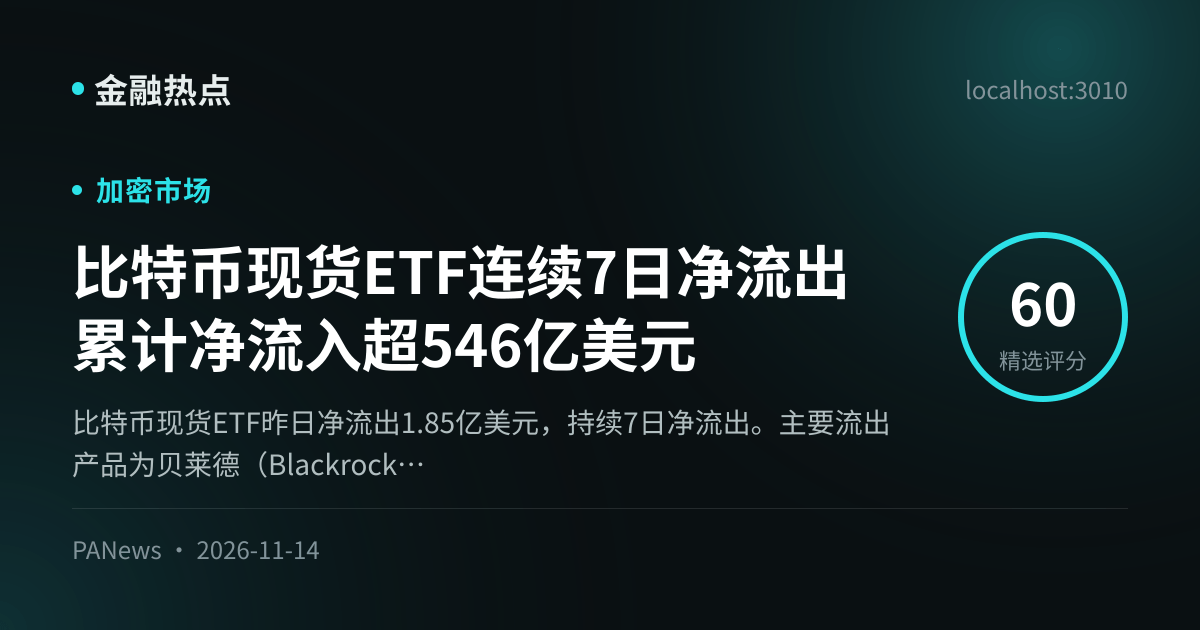 金融热点
localhost:3010
加密市场
比特币现货ETF连续7日净流出
累计净流入超546亿美元
60
精选评分
比特币现货ETF昨日净流出1.85亿美元，持续7日净流出。主要流出
产品为贝莱德（Blackrock…
PANews • 2026-11-14